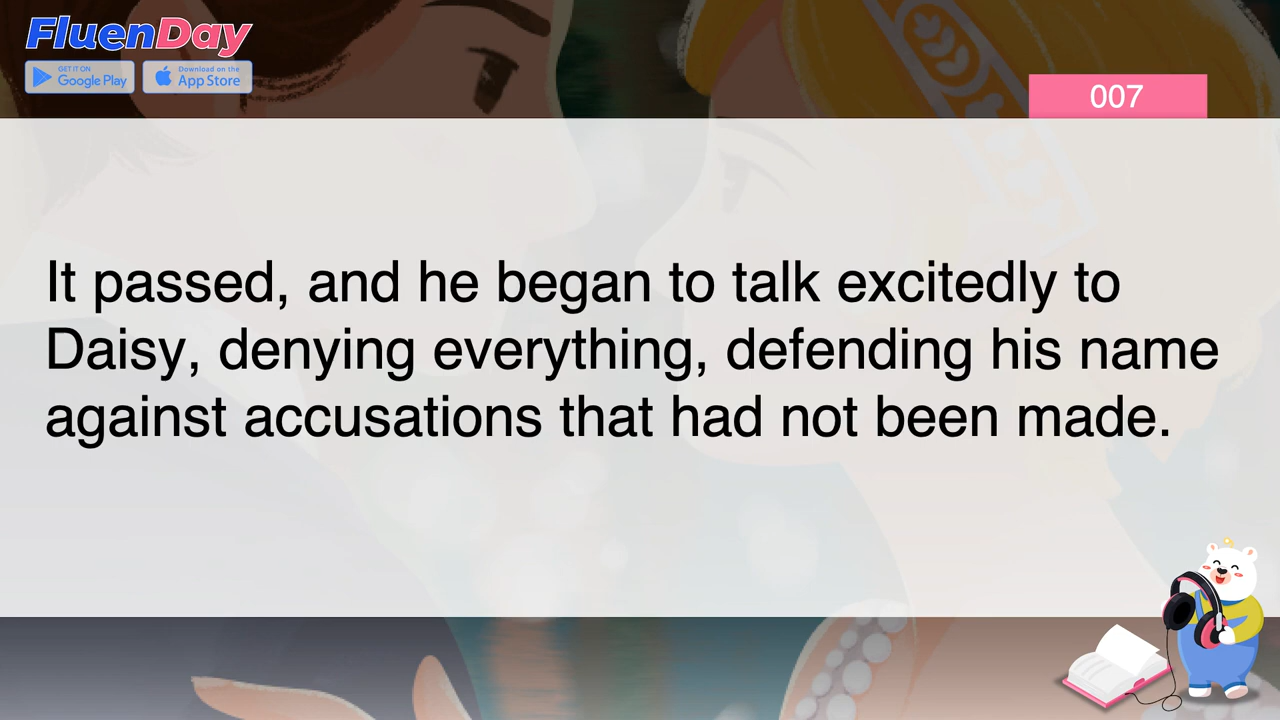 FluenDay
GET IT ON
Google Play
Download on the
App Store
007
It passed, and he began to talk excitedly to
Daisy, denying everything, defending his name
against accusations that had not been made.